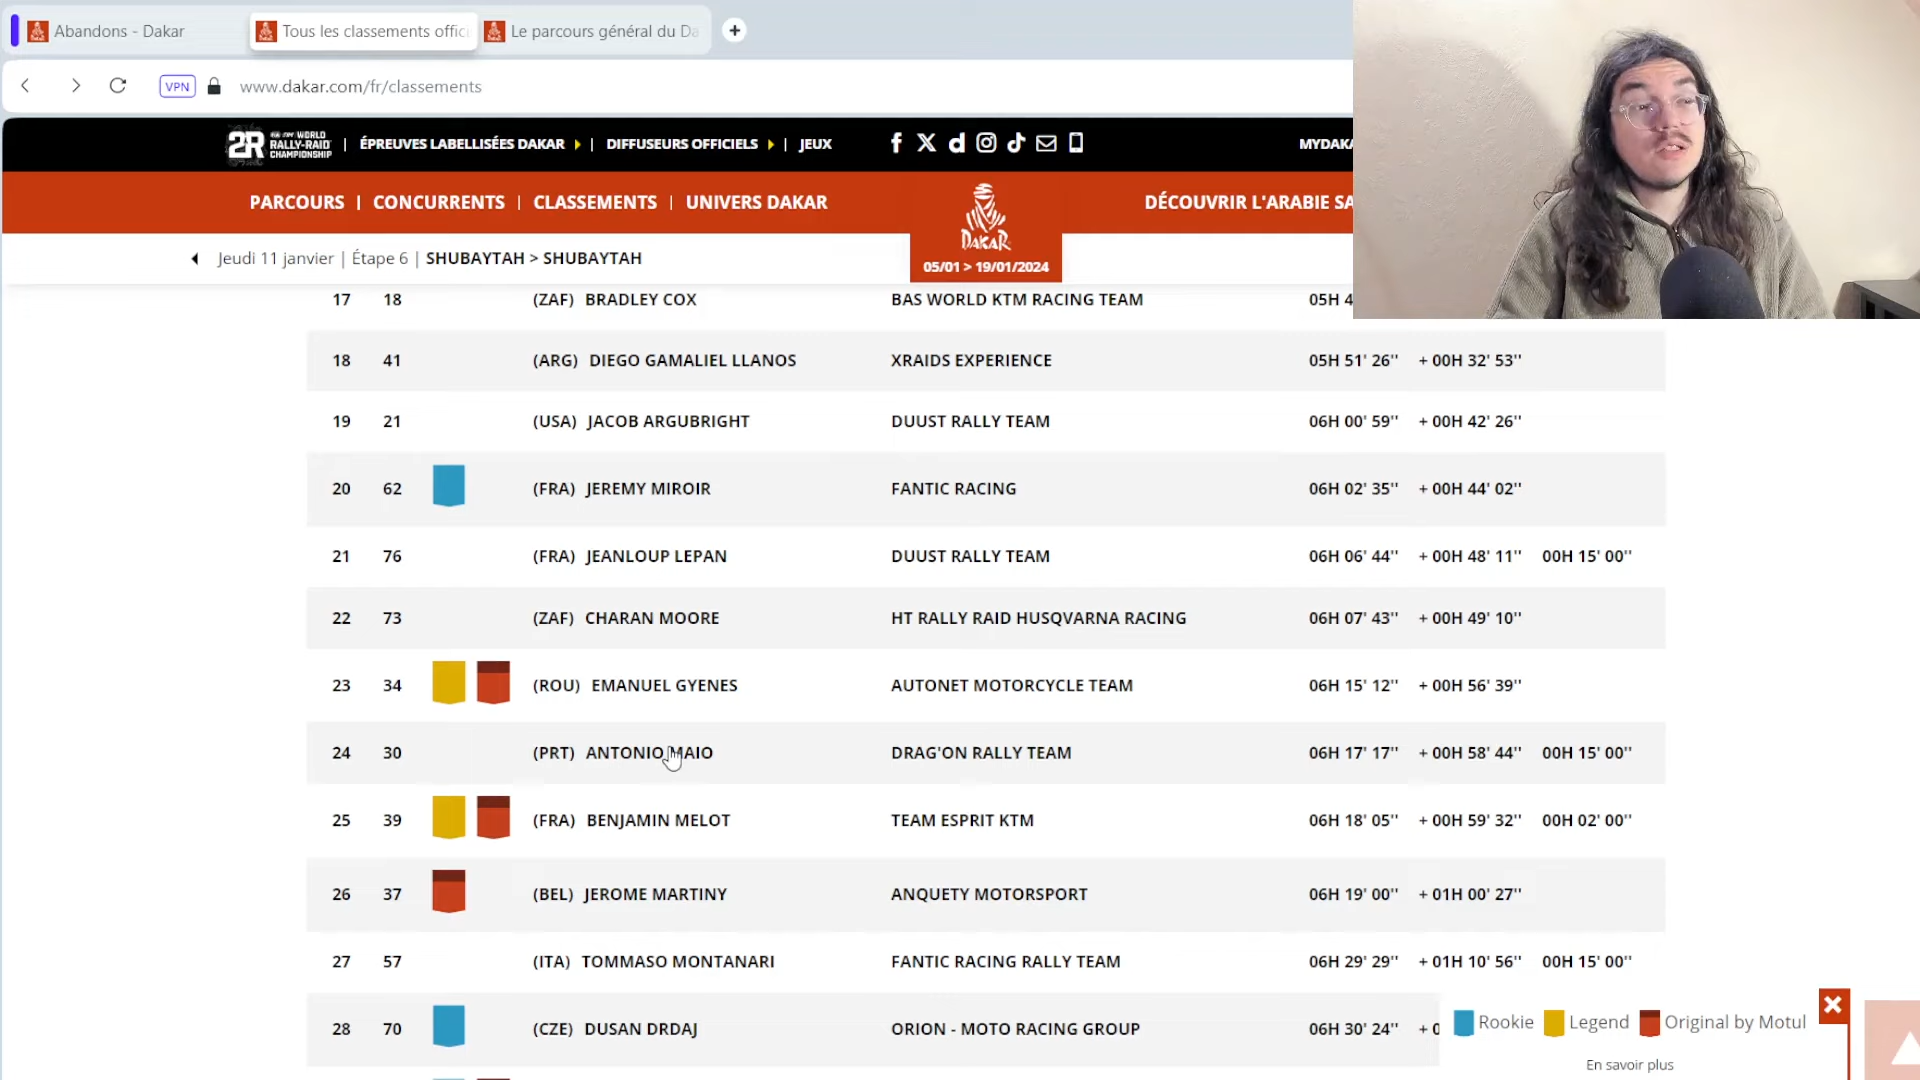 Abandons - Dakar
Tous les classements offici
Le parcours général du Da
VPN www.dakar.com/fr/classements
2R WORLD RALLY-RAID CHAMPIONSHIP | ÉPREUVES LABELLISÉES DAKAR | DIFFUSEURS OFFICIELS | JEUX MYDAKA
PARCOURS | CONCURRENTS | CLASSEMENTS | UNIVERS DAKAR DÉCOUVRIR L'ARABIE SA
DAKAR
05/01 > 19/01/2024
Jeudi 11 janvier | Étape 6 | SHUBAYTAH > SHUBAYTAH
17 18 (ZAF) BRADLEY COX BAS WORLD KTM RACING TEAM 05H 4
18 41 (ARG) DIEGO GAMALIEL LLANOS XRAIDS EXPERIENCE 05H 51' 26'' + 00H 32' 53''
19 21 (USA) JACOB ARGUBRIGHT DUUST RALLY TEAM 06H 00' 59'' + 00H 42' 26''
20 62 (FRA) JEREMY MIROIR FANTIC RACING 06H 02' 35'' + 00H 44' 02''
21 76 (FRA) JEANLOUP LEPAN DUUST RALLY TEAM 06H 06' 44'' + 00H 48' 11'' 00H 15' 00''
22 73 (ZAF) CHARAN MOORE HT RALLY RAID HUSQVARNA RACING 06H 07' 43'' + 00H 49' 10''
23 34 (ROU) EMANUEL GYENES AUTONET MOTORCYCLE TEAM 06H 15' 12'' + 00H 56' 39''
24 30 (PRT) ANTONIO MAIO DRAG'ON RALLY TEAM 06H 17' 17'' + 00H 58' 44'' 00H 15' 00''
25 39 (FRA) BENJAMIN MELOT TEAM ESPRIT KTM 06H 18' 05'' + 00H 59' 32'' 00H 02' 00''
26 37 (BEL) JEROME MARTINY ANQUETY MOTORSPORT 06H 19' 00'' + 01H 00' 27''
27 57 (ITA) TOMMASO MONTANARI FANTIC RACING RALLY TEAM 06H 29' 29'' + 01H 10' 56'' 00H 15' 00''
28 70 (CZE) DUSAN DRDAJ ORION - MOTO RACING GROUP 06H 30' 24'' + 0
Rookie Legend Original by Motul
En savoir plus